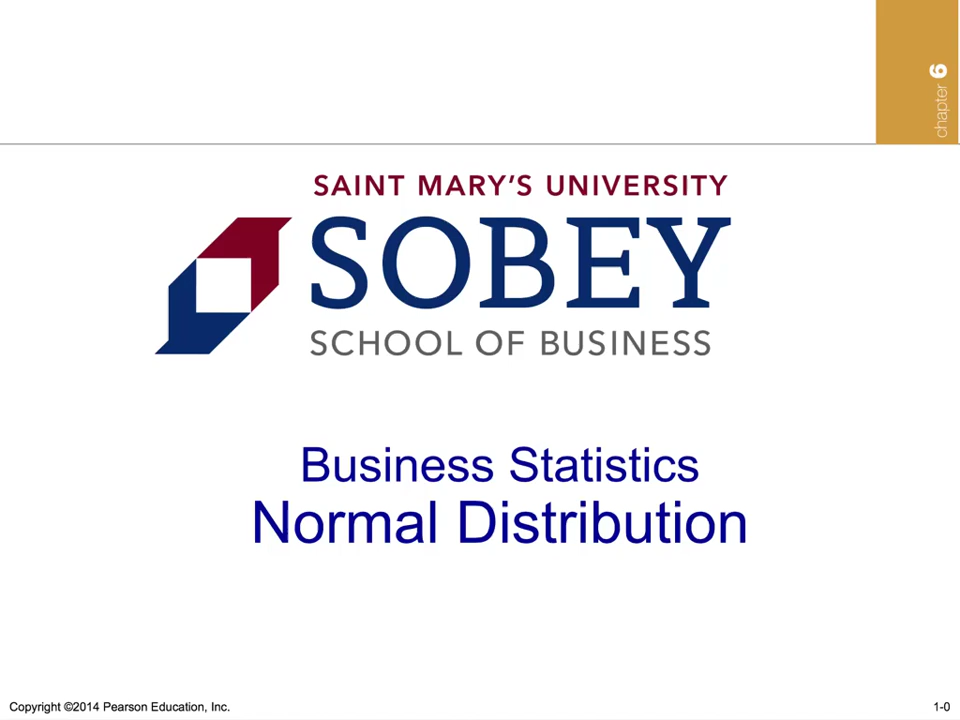 chapter 6
SAINT MARY’S UNIVERSITY
SOBEY
SCHOOL OF BUSINESS
Business Statistics
Normal Distribution
Copyright ©2014 Pearson Education, Inc.
1-0